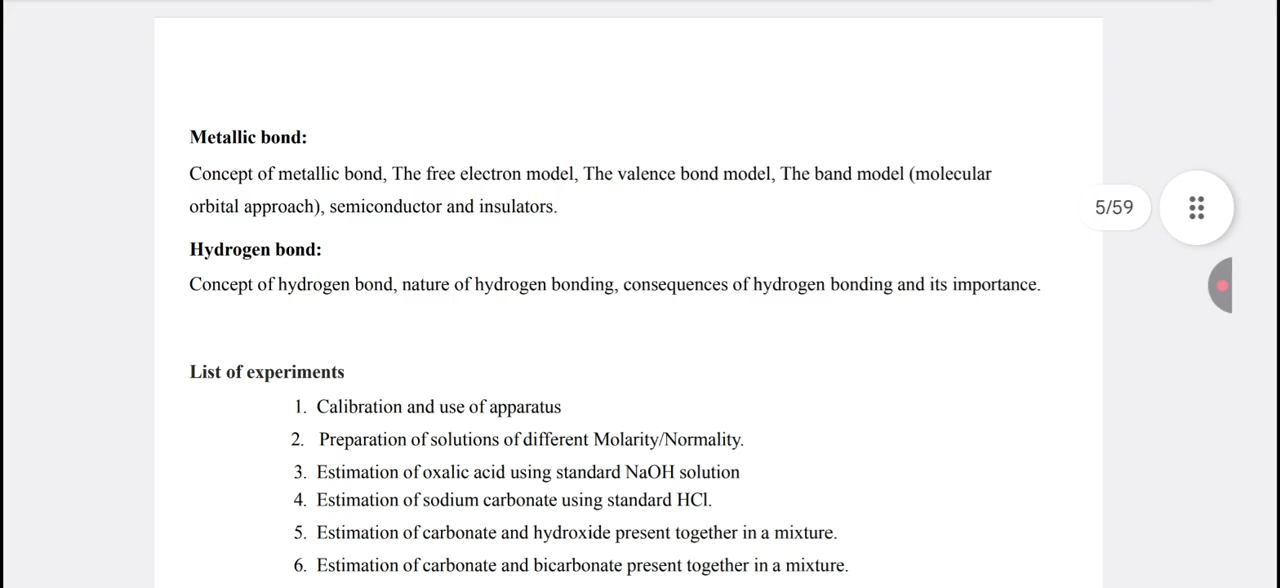 Metallic bond:
Concept of metallic bond, The free electron model, The valence bond model, The band model (molecular
orbital approach), semiconductor and insulators.
5/59
Hydrogen bond:
Concept of hydrogen bond, nature of hydrogen bonding, consequences of hydrogen bonding and its importance.
List of experiments
1. Calibration and use of apparatus
2. Preparation of solutions of different Molarity/Normality.
3. Estimation of oxalic acid using standard NaOH solution
4. Estimation of sodium carbonate using standard HCl.
5. Estimation of carbonate and hydroxide present together in a mixture.
6. Estimation of carbonate and bicarbonate present together in a mixture.